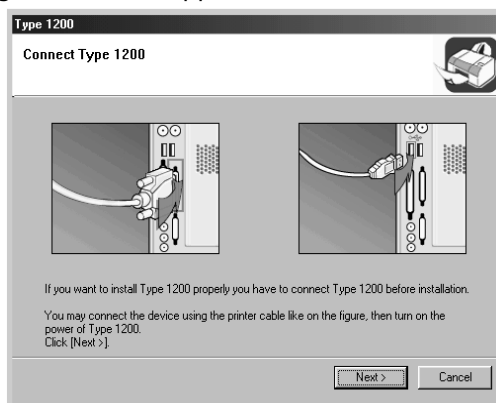 Type 1200
Connect Type 1200
If you want to install Type 1200 properly you have to connect Type 1200 before installation.
You may connect the device using the printer cable like on the figure, then turn on the
power of Type 1200.
Click [Next >].
Next >
Cancel